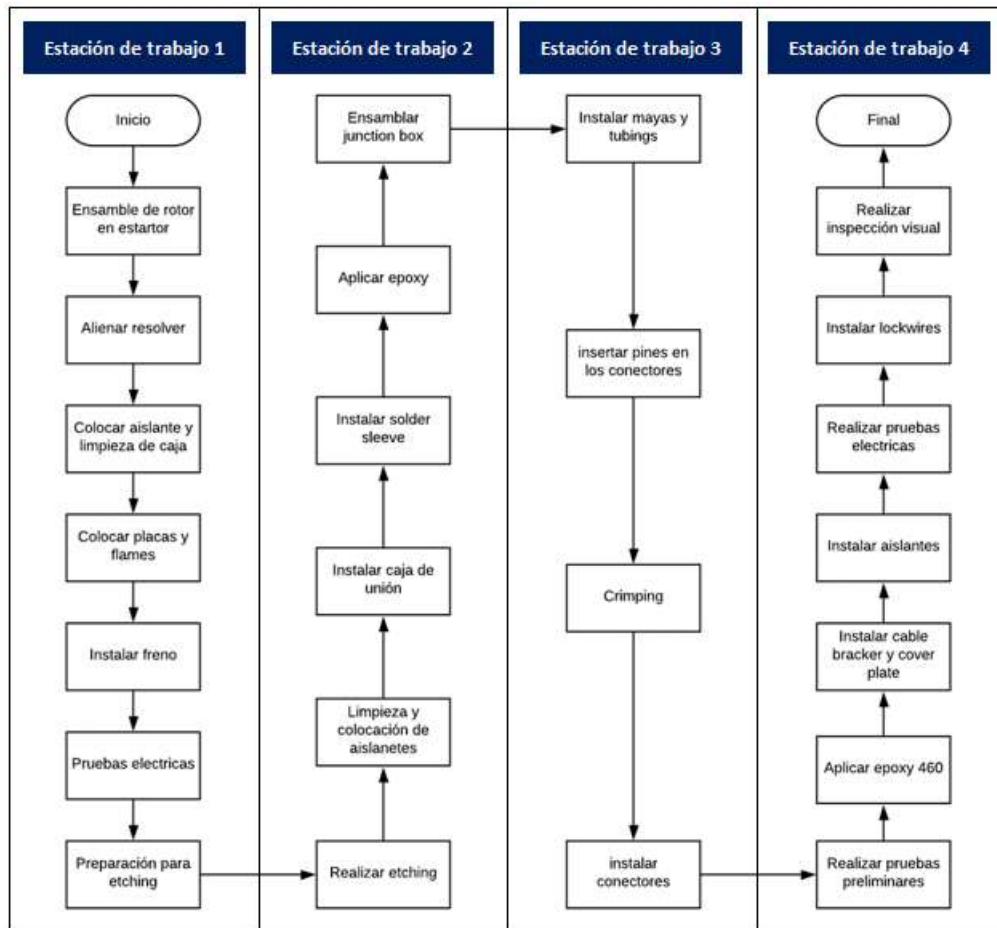 Estación de trabajo 1
Inicio
Ensamble de rotor
en estartor
Alienar resolver
Colocar aislante y
limpieza de caja
Colocar placas y
flames
Instalar freno
Pruebas electricas
Preparación para
etching
Estación de trabajo 2
Ensamblar
junction box
Aplicar epoxy
Instalar solder
sleeve
Instalar caja de
unión
Limpieza y
colocación de
aislanetes
Realizar etching
Estación de trabajo 3
Instalar mayas y
tubings
insertar pines en
los conectores
Crimping
instalar
conectores
Estación de trabajo 4
Final
Realizar
inspección visual
Instalar lockwires
Realizar pruebas
electricas
Instalar aislantes
Instalar cable
bracker y cover
plate
Aplicar epoxy 460
Realizar pruebas
preliminares